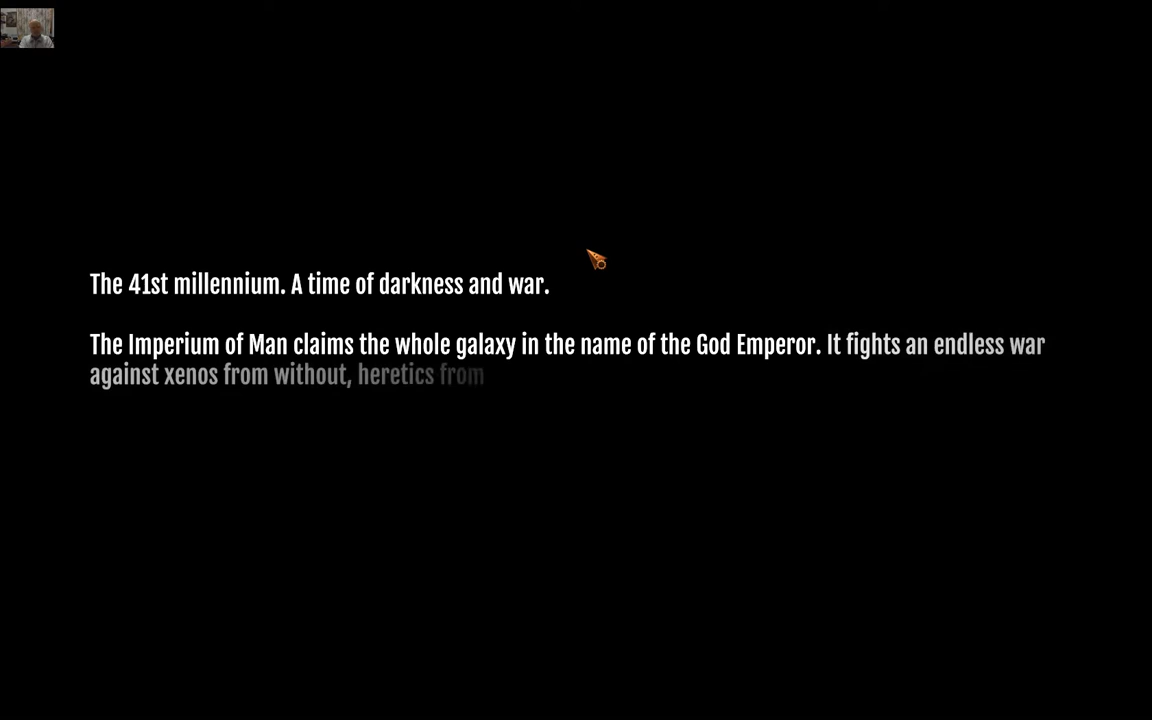 The 41st millennium. A time of darkness and war.
The Imperium of Man claims the whole galaxy in the name of the God Emperor. It fights an endless war
against xenos from without, heretics from